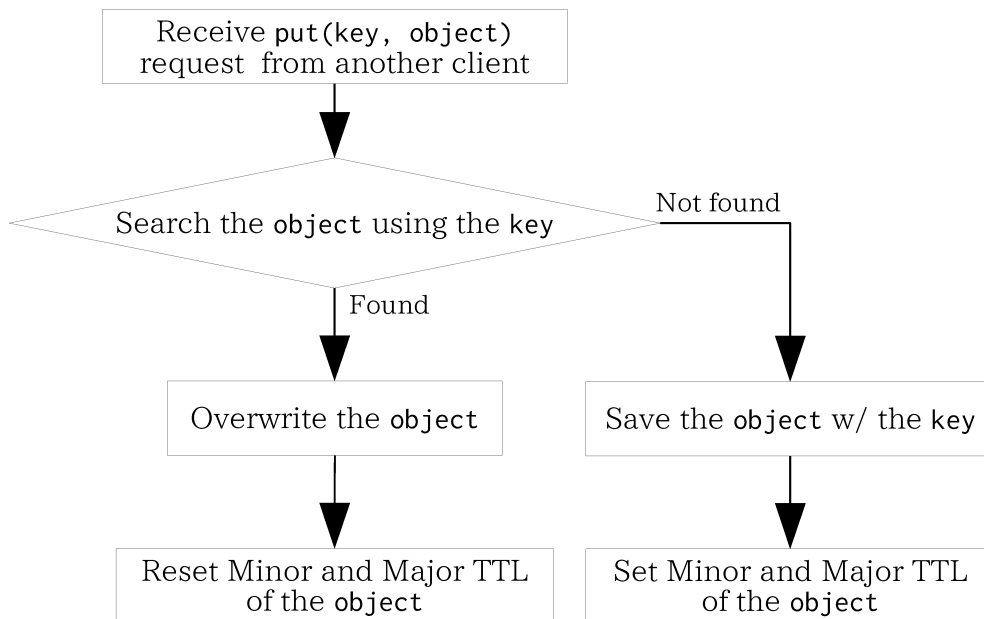 Receive put(key, object)
request from another client
Search the object using the key
Not found
Found
Overwrite the object
Save the object w/ the key
Reset Minor and Major TTL
of the object
Set Minor and Major TTL
of the object